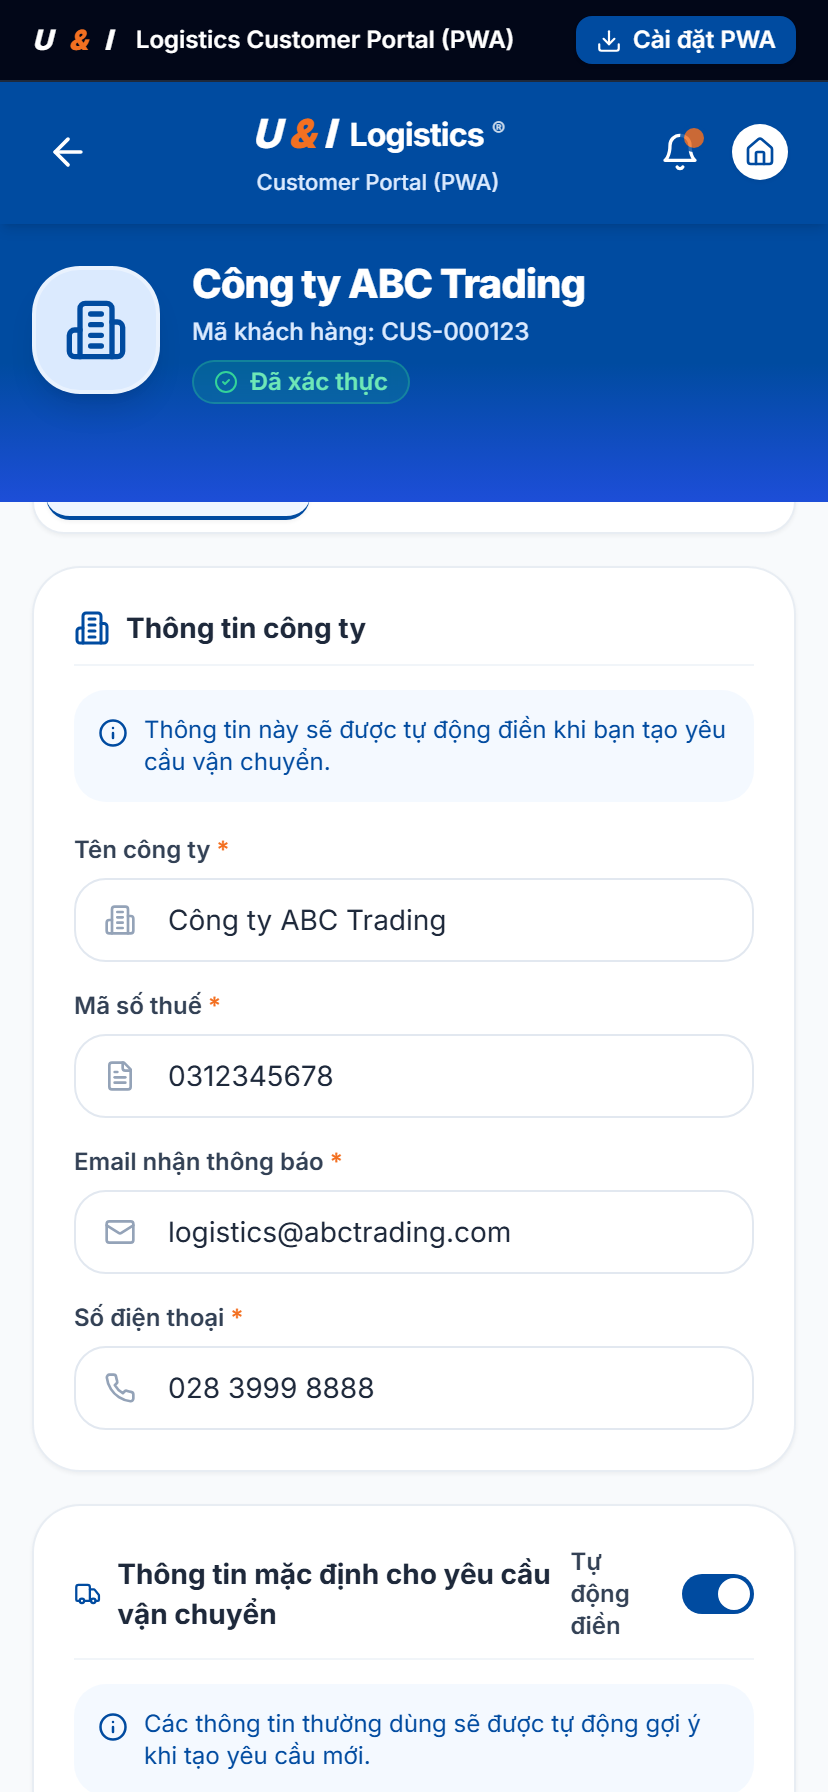 U & I Logistics Customer Portal (PWA)
Cài đặt PWA
U & I Logistics ®
Customer Portal (PWA)
Công ty ABC Trading
Mã khách hàng: CUS-000123
Đã xác thực
Thông tin công ty
Thông tin này sẽ được tự động điền khi bạn tạo yêu
cầu vận chuyển.
Tên công ty *
Công ty ABC Trading
Mã số thuế *
0312345678
Email nhận thông báo *
logistics@abctrading.com
Số điện thoại *
028 3999 8888
Thông tin mặc định cho yêu cầu
vận chuyển
Tự
động
điền
Các thông tin thường dùng sẽ được tự động gợi ý
khi tạo yêu cầu mới.